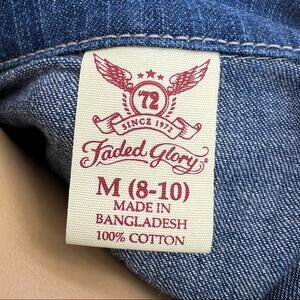 72
SINCE 1972
Faded Glory
M (8-10)
MADE IN
BANGLADESH
100% COTTON